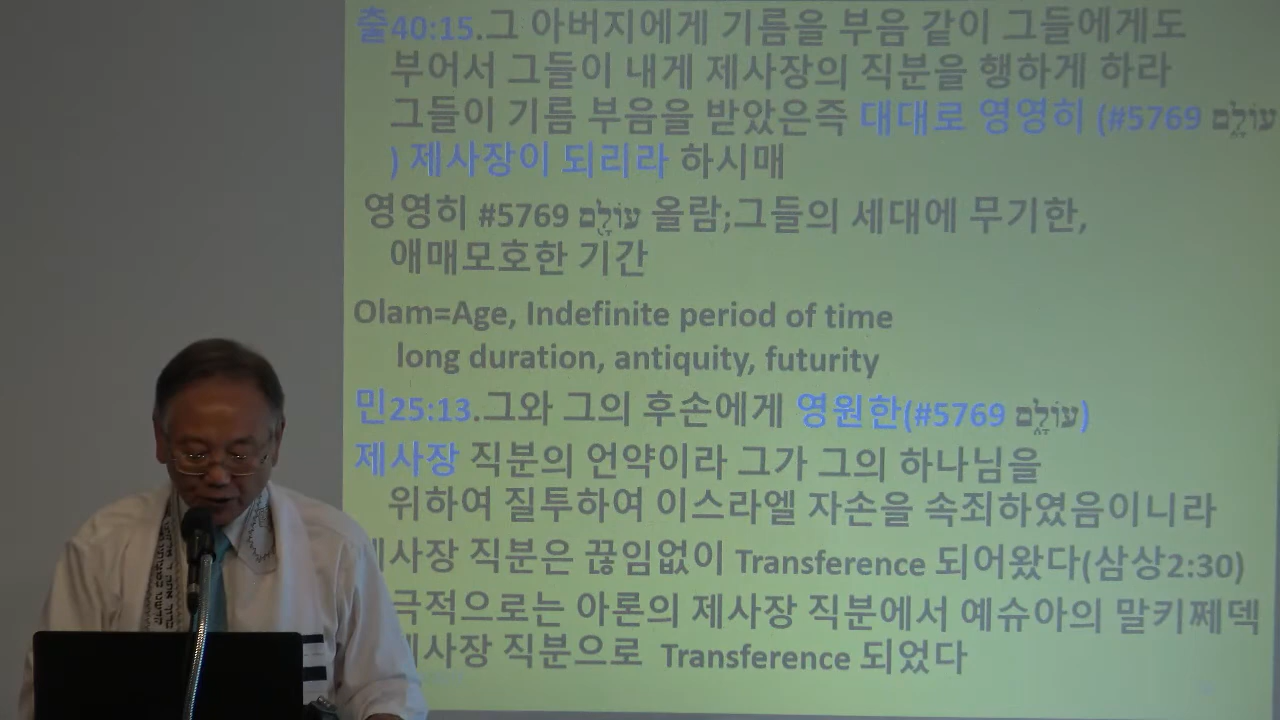 출40:15.그 아버지에게 기름을 부음 같이 그들에게도
부어서 그들이 내게 제사장의 직분을 행하게 하라
그들이 기름 부음을 받았은즉 대대로 영영히 (#5769 עוֹלָם
) 제사장이 되리라 하시매
영영히 #5769 עוֹלָם 올람;그들의 세대에 무기한,
애매모호한 기간
Olam=Age, Indefinite period of time
long duration, antiquity, futurity
민25:13.그와 그의 후손에게 영원한(#5769 עוֹלָם)
제사장 직분의 언약이라 그가 그의 하나님을
위하여 질투하여 이스라엘 자손을 속죄하였음이니라
사장 직분은 끊임없이 Transference 되어왔다(삼상2:30)
극적으로는 아론의 제사장 직분에서 예슈아의 말키쩨덱
사장 직분으로 Transference 되었다